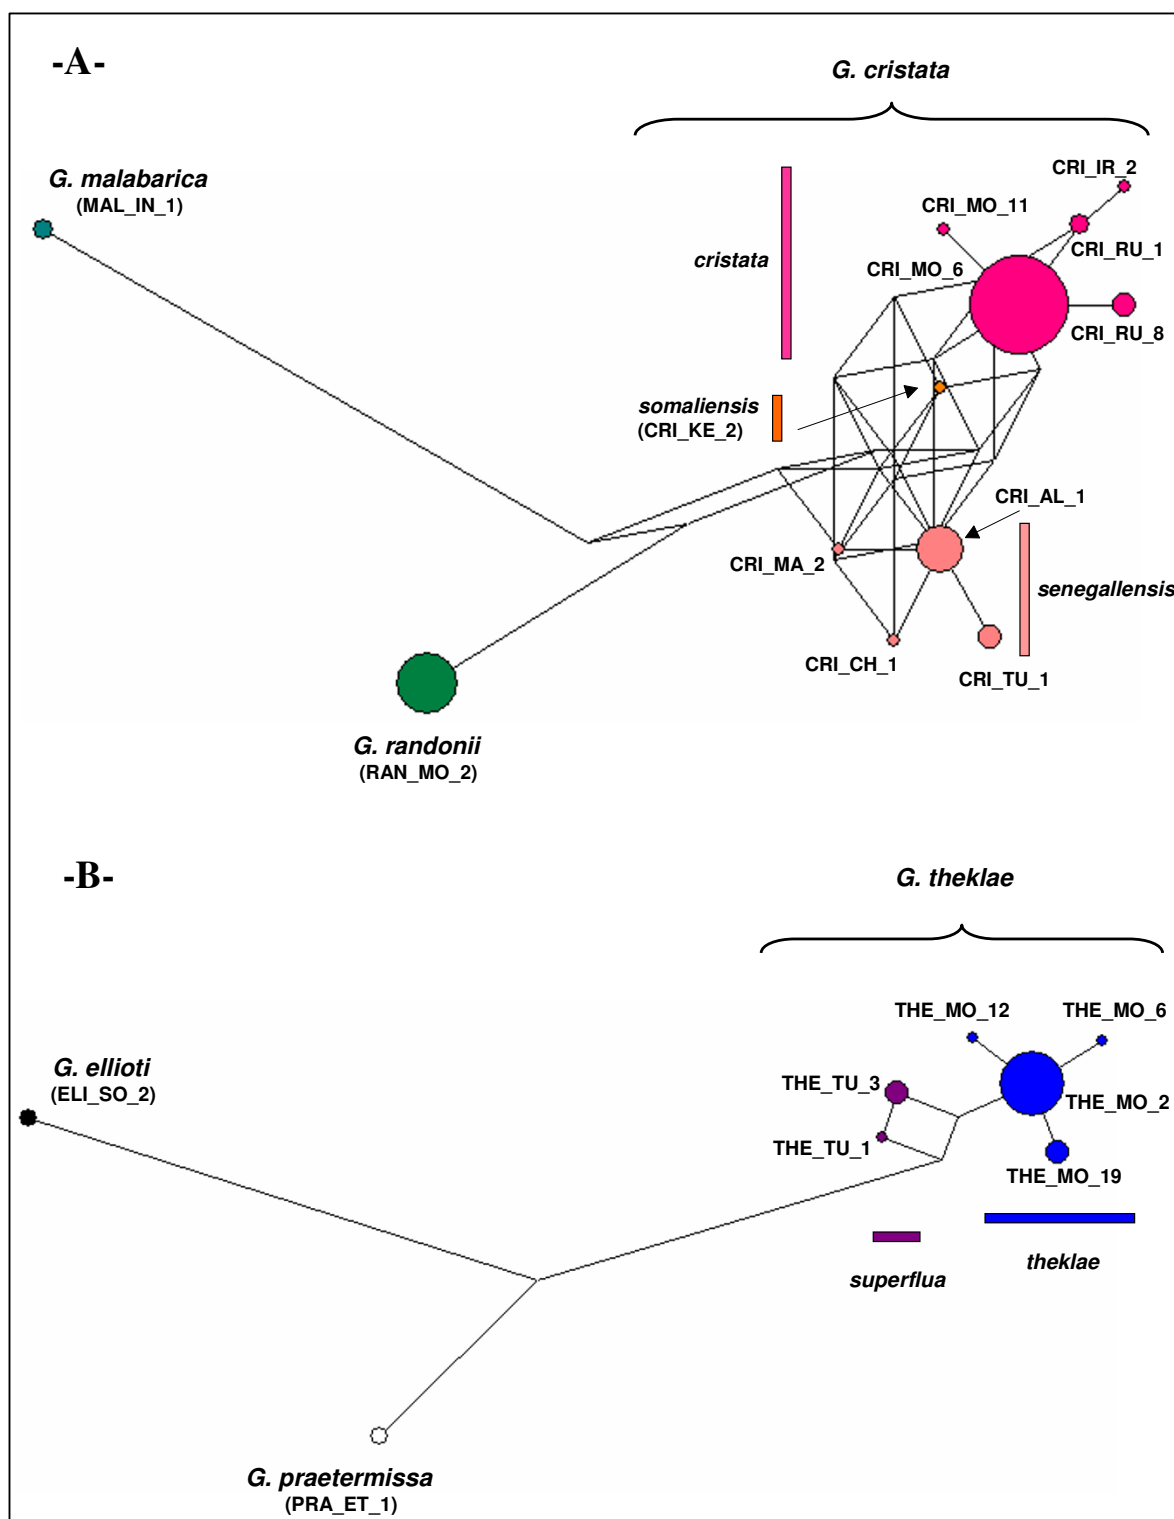 -A-
G. cristata
G. malabarica
(MAL_IN_1)
CRI_IR_2
CRI_MO_11
CRI_RU_1
cristata
CRI_MO_6
CRI_RU_8
somaliensis
(CRI_KE_2)
CRI_AL_1
CRI_MA_2
senegallensis
CRI_CH_1
CRI_TU_1
G. randonii
(RAN_MO_2)
-B-
G. theklae
THE_MO_12
THE_MO_6
G. ellioti
(ELI_SO_2)
THE_TU_3
THE_MO_2
THE_TU_1
THE_MO_19
superflua
theklae
G. praetermissa
(PRA_ET_1)